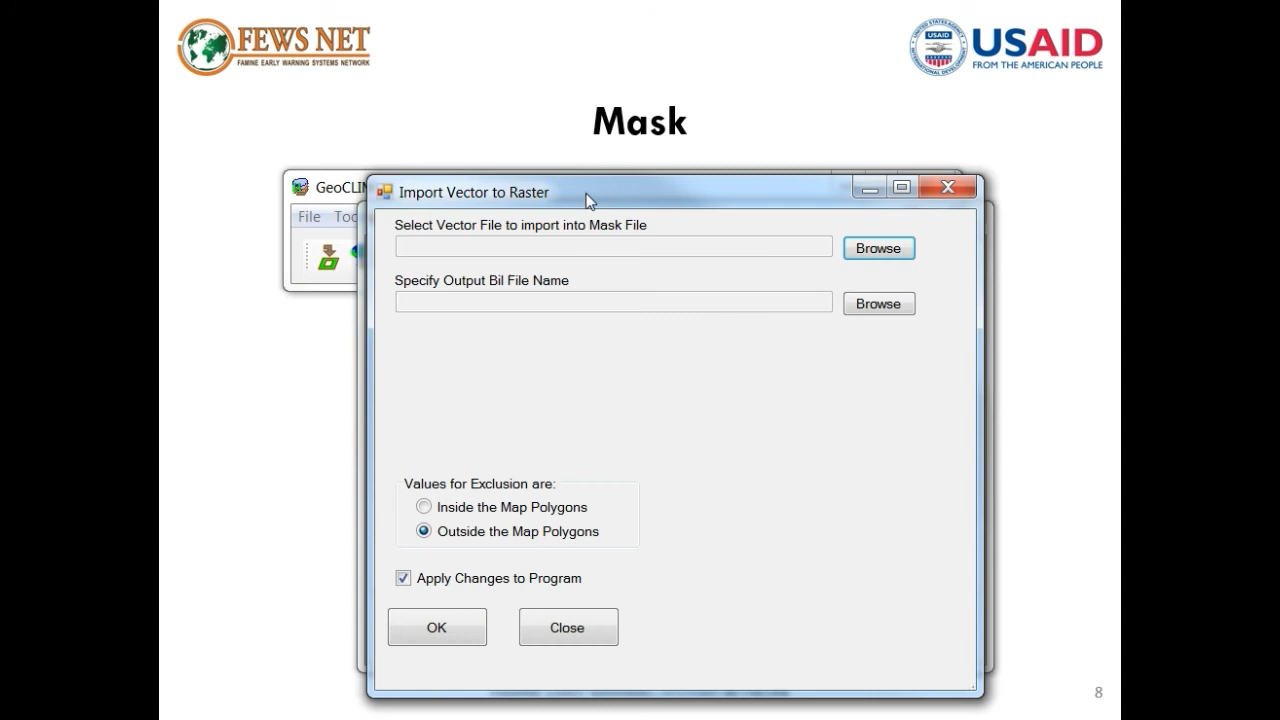 FEWS NET
FAMINE EARLY WARNING SYSTEMS NETWORK
USAID
USAID
FROM THE AMERICAN PEOPLE
Mask
GeoCLIM
Import Vector to Raster
File
Select Vector File to import into Mask File
Browse
Specify Output Bil File Name
Browse
Values for Exclusion are:
Inside the Map Polygons
Outside the Map Polygons
Apply Changes to Program
OK
Close
8